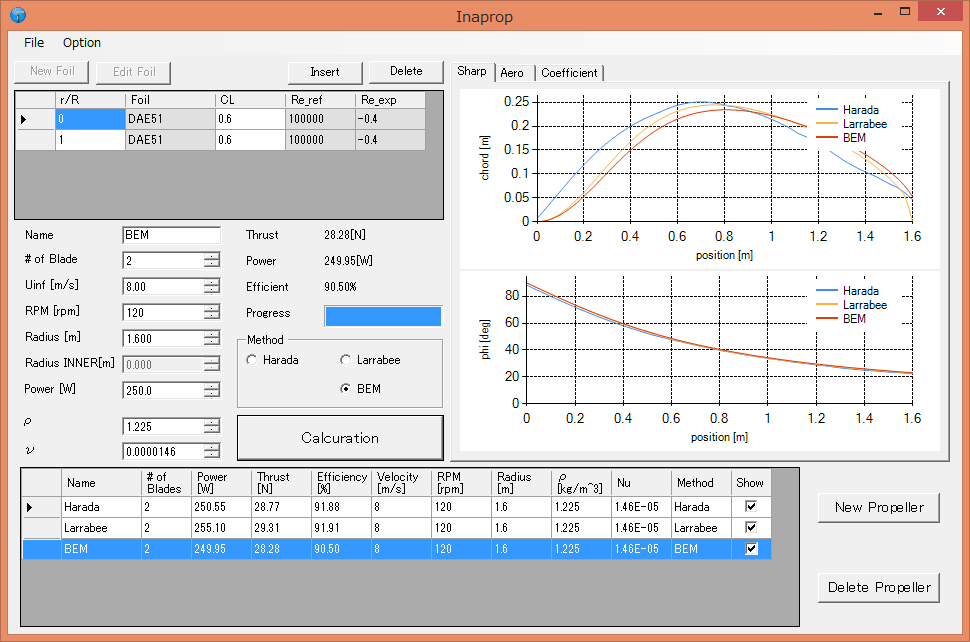 Inaprop
File Option
New Foil Edit Foil Insert Delete
r/R Foil CL Re_ref Re_exp
0 DAE51 0.6 100000 -0.4
1 DAE51 0.6 100000 -0.4
Name BEM
# of Blade 2
Uinf [m/s] 8.00
RPM [rpm] 120
Radius [m] 1.600
Radius INNER[m] 0.000
Power [W] 250.0
ρ 1.225
ν 0.0000146
Thrust 28.28[N]
Power 249.95[W]
Efficient 90.50%
Progress
Method
Harada Larrabee
BEM
Calcuration
Sharp Aero Coefficient
chord [m]
0.25
0.2
0.15
0.1
0.05
0
0 0.2 0.4 0.6 0.8 1 1.2 1.4 1.6
position [m]
Harada
Larrabee
BEM
phi [deg]
80
60
40
20
0
0 0.2 0.4 0.6 0.8 1 1.2 1.4 1.6
position [m]
Harada
Larrabee
BEM
Name # of Blades Power [W] Thrust [N] Efficiency [%] Velocity [m/s] RPM [rpm] Radius [m] ρ [kg/m^3] Nu Method Show
Harada 2 250.55 28.77 91.88 8 120 1.6 1.225 1.46E-05 Harada
Larrabee 2 255.10 29.31 91.91 8 120 1.6 1.225 1.46E-05 Larrabee
BEM 2 249.95 28.28 90.50 8 120 1.6 1.225 1.46E-05 BEM
New Propeller
Delete Propeller